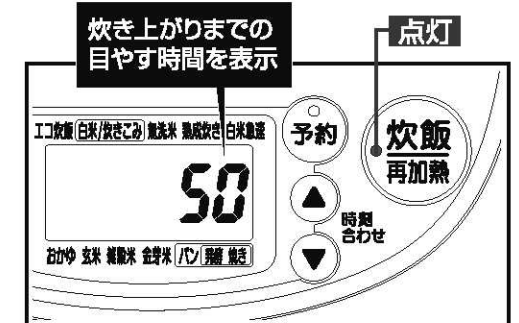 炊き上がりまでの
目やす時間を表示
点灯
エコ炊飯 白米/炊きこみ 無洗米 熟成炊き 白米急速
予約
炊飯
再加熱
50
時刻
合わせ
おかゆ 玄米 雑穀米 金芽米 パン 発酵 焼き